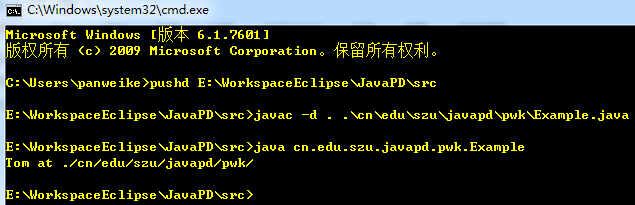 C:\Windows\system32\cmd.exe
Microsoft Windows [版本 6.1.7601]
版权所有 (c) 2009 Microsoft Corporation。保留所有权利。
C:\Users\panweike>pushd E:\WorkspaceEclipse\JavaPD\src
E:\WorkspaceEclipse\JavaPD\src>javac -d . .\cn\edu\szu\javapd\pwk\Example.java
E:\WorkspaceEclipse\JavaPD\src>java cn.edu.szu.javapd.pwk.Example
Tom at ./cn/edu/szu/javapd/pwk/
E:\WorkspaceEclipse\JavaPD\src>